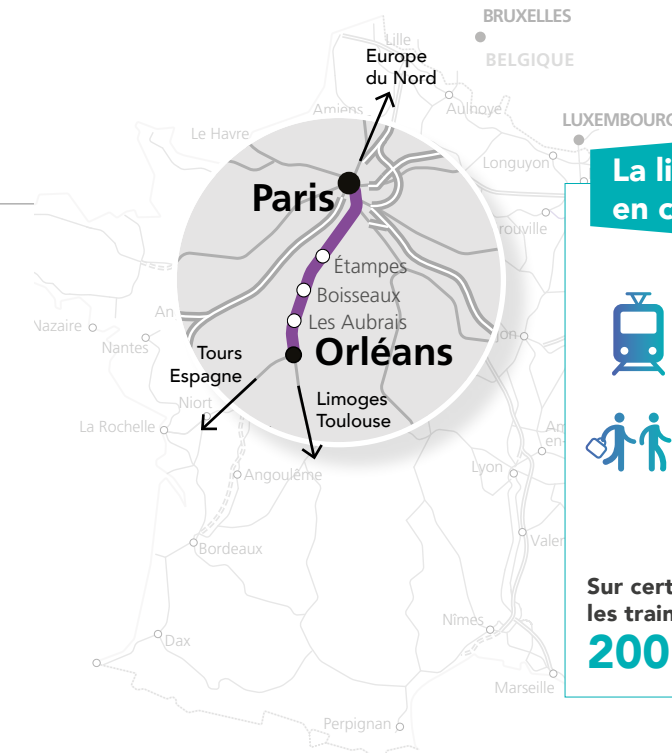 BRUXELLES
Lille
BELGIQUE
Europe
du Nord
Amiens
Aulnoye
LUXEMBOURG
Le Havre
Longuyon
La li
en c
Paris
rouville
Étampes
Boisseaux
An
Les Aubrais
Nazaire
Nantes
Tours
Espagne
Orléans
jon
Niort
Limoges
Toulouse
La Rochelle
en-
Angoulême
Lyon
Bordeaux
Valen
Sur cert
les train
200
Nîmes
Dax
Marseille
Perpignan